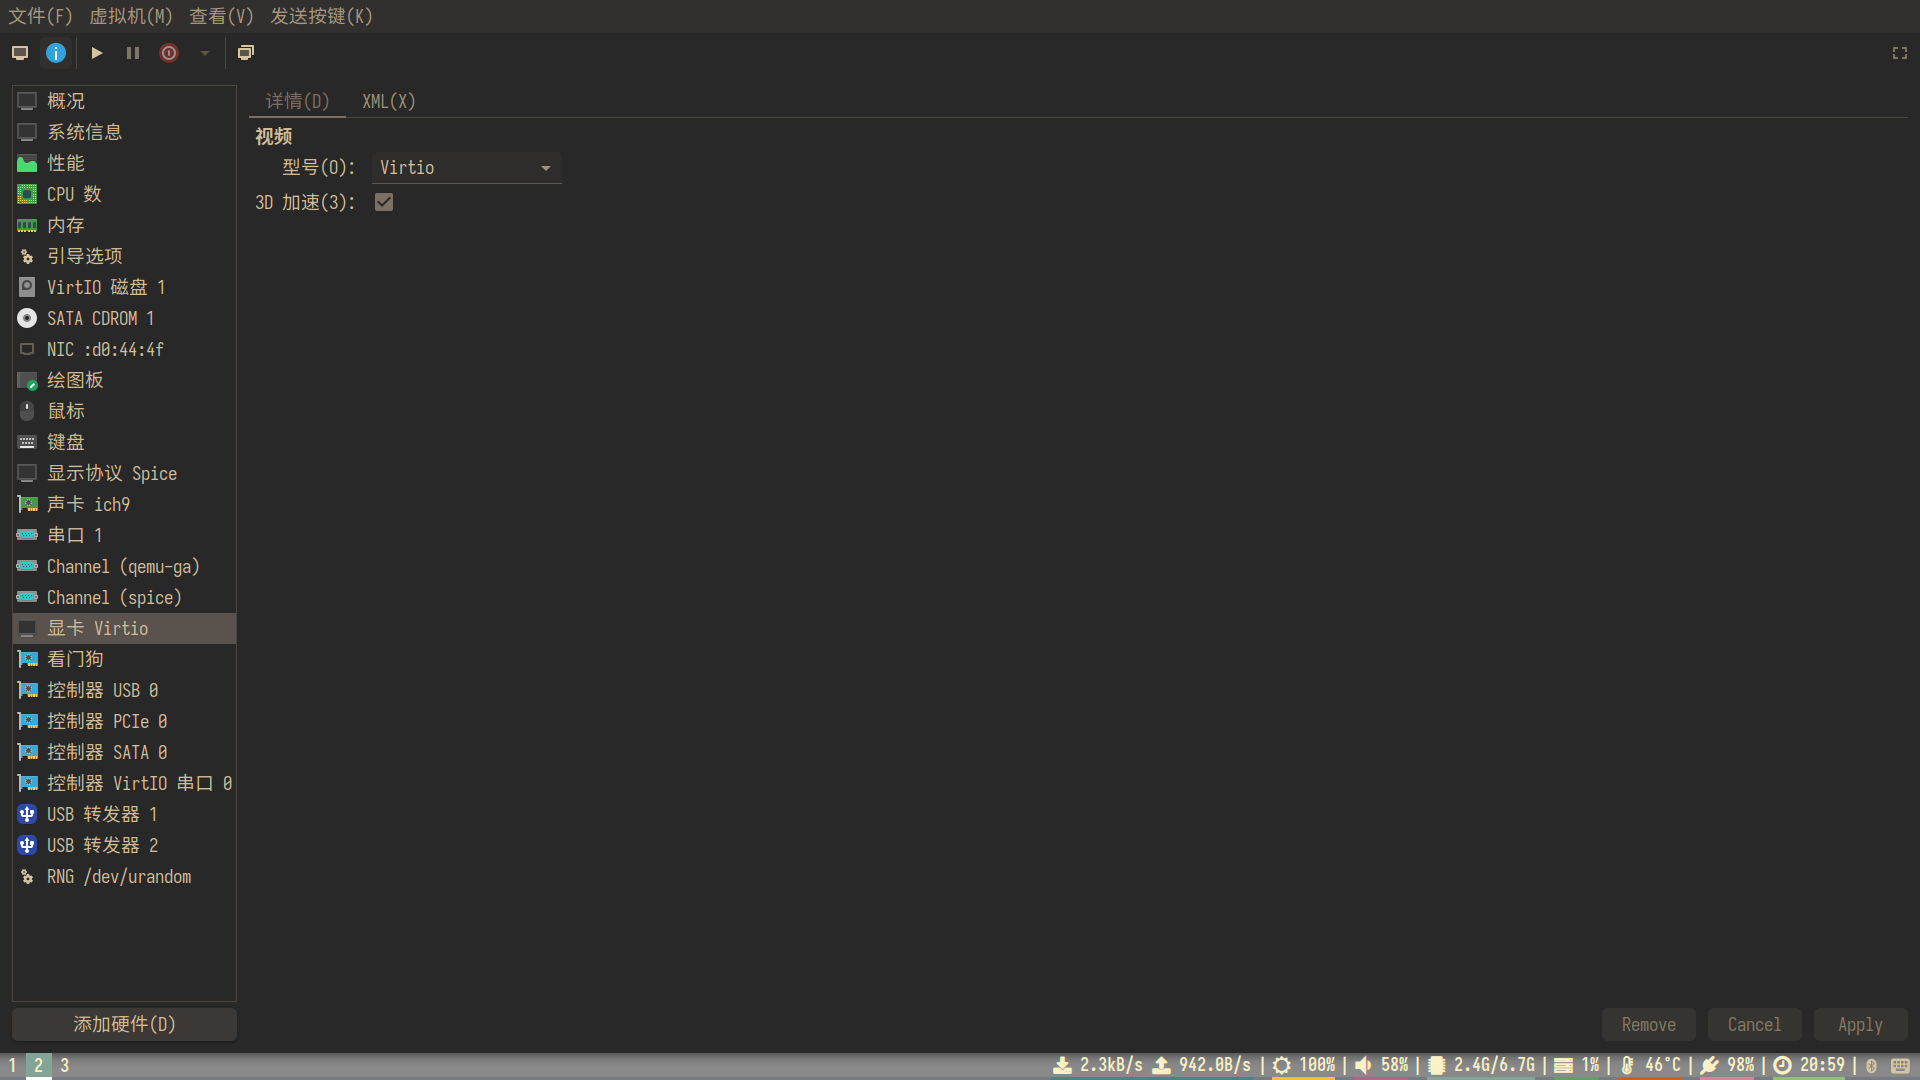 文件(F) 虚拟机(M) 查看(V) 发送按键(K)
概况
系统信息
性能
CPU 数
内存
引导选项
VirtIO 磁盘 1
SATA CDROM 1
NIC :d0:44:4f
绘图板
鼠标
键盘
显示协议 Spice
声卡 ich9
串口 1
Channel (qemu-ga)
Channel (spice)
显卡 Virtio
看门狗
控制器 USB 0
控制器 PCIe 0
控制器 SATA 0
控制器 VirtIO 串口 0
USB 转发器 1
USB 转发器 2
RNG /dev/urandom
添加硬件(D)
详情(D) XML(X)
视频
型号(O): Virtio
3D 加速(3):
Remove Cancel Apply
1 2 3 2.3kB/s 942.0B/s | 100% | 58% | 2.4G/6.7G | 1% | 46°C | 98% | 20:59 |